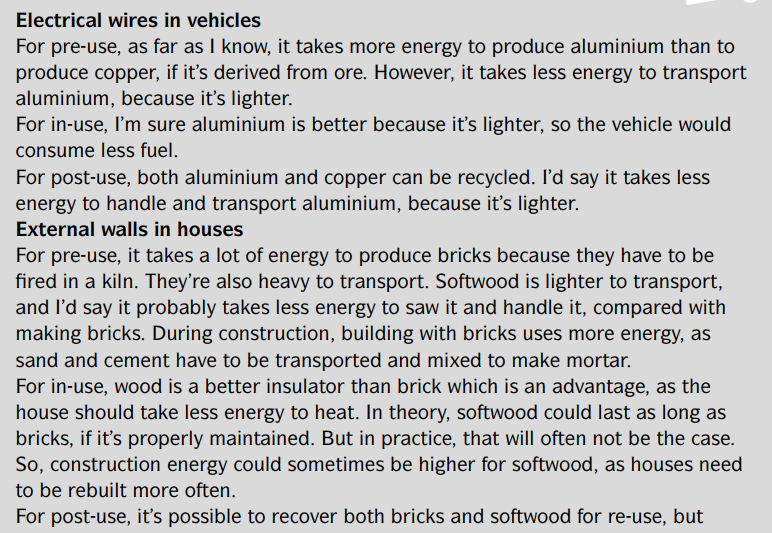 Electrical wires in vehicles
For pre-use, as far as I know, it takes more energy to produce aluminium than to
produce copper, if it's derived from ore. However, it takes less energy to transport
aluminium, because it's lighter.
For in-use, I'm sure aluminium is better because it's lighter, so the vehicle would
consume less fuel.
For post-use, both aluminium and copper can be recycled. I'd say it takes less
energy to handle and transport aluminium, because it's lighter.
External walls in houses
For pre-use, it takes a lot of energy to produce bricks because they have to be
fired in a kiln. They're also heavy to transport. Softwood is lighter to transport,
and I'd say it probably takes less energy to saw it and handle it, compared with
making bricks. During construction, building with bricks uses more energy, as
sand and cement have to be transported and mixed to make mortar.
For in-use, wood is a better insulator than brick which is an advantage, as the
house should take less energy to heat. In theory, softwood could last as long as
bricks, if it's properly maintained. But in practice, that will often not be the case.
So, construction energy could sometimes be higher for softwood, as houses need
to be rebuilt more often.
For post-use, it's possible to recover both bricks and softwood for re-use, but